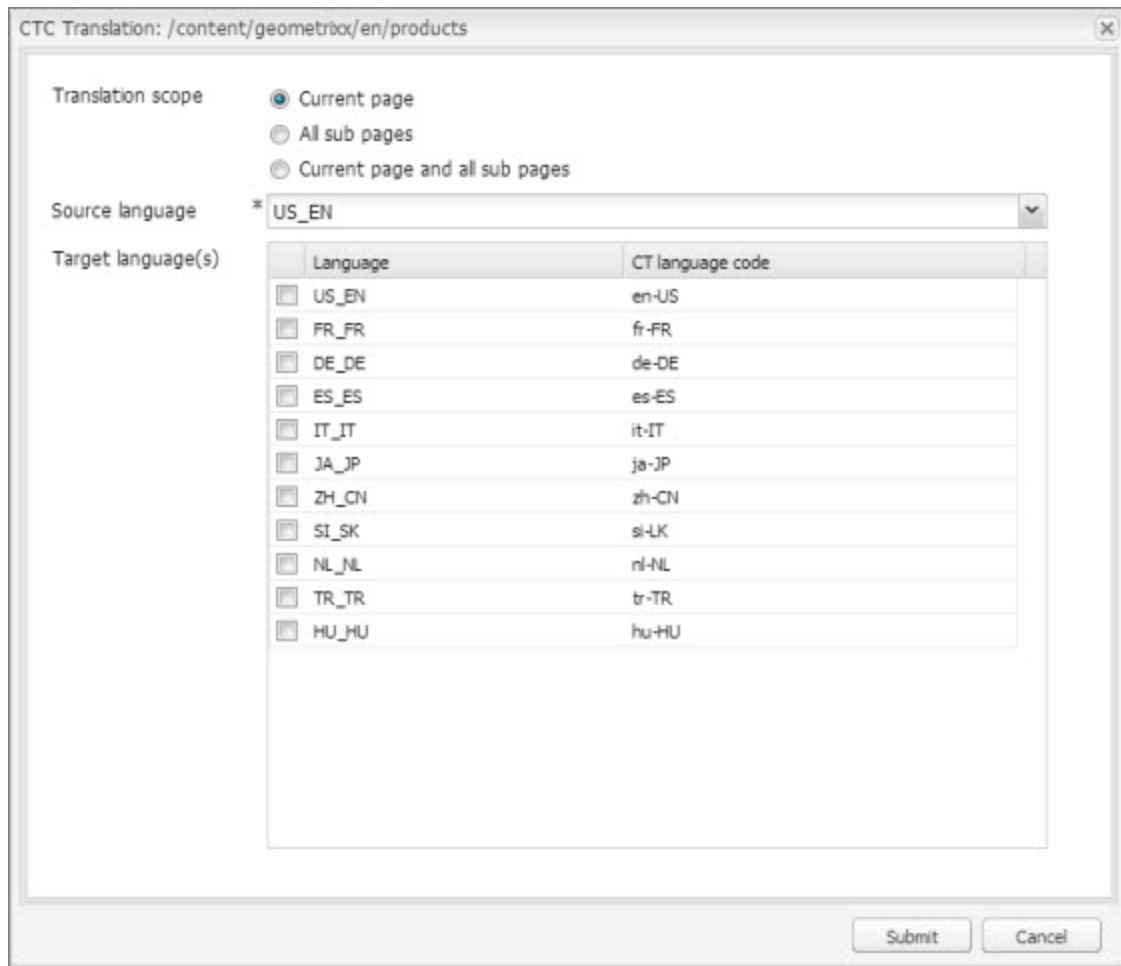 CTC Translation: /content/geometrixx/en/products
Translation scope
Current page
All sub pages
Current page and all sub pages
Source language * US_EN
Target language(s)
Language CT language code
US_EN en-US
FR_FR fr-FR
DE_DE de-DE
ES_ES es-ES
IT_IT it-IT
JA_JP ja-JP
ZH_CN zh-CN
SI_SK si-LK
NL_NL nl-NL
TR_TR tr-TR
HU_HU hu-HU
Submit Cancel